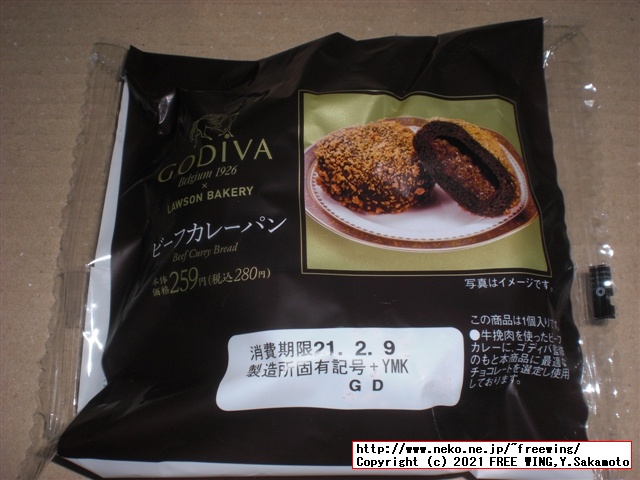 GODIVA
Belgium 1926
×
LAWSON BAKERY
ビーフカレーパン
Beef Curry Bread
本体
価格259円(税込280円)
写真はイメージです。
この商品は1個入りです。
●牛挽肉を使ったビーフ
カレーに、ゴディバ監修
のもと本商品に最適な
チョコレートを選定し使用
しております。
消費期限21. 2. 9
製造所固有記号+YMK
G D
http://www.neko.ne.jp/~freewing/
Copyright (c) 2021 FREE WING,Y.Sakamoto